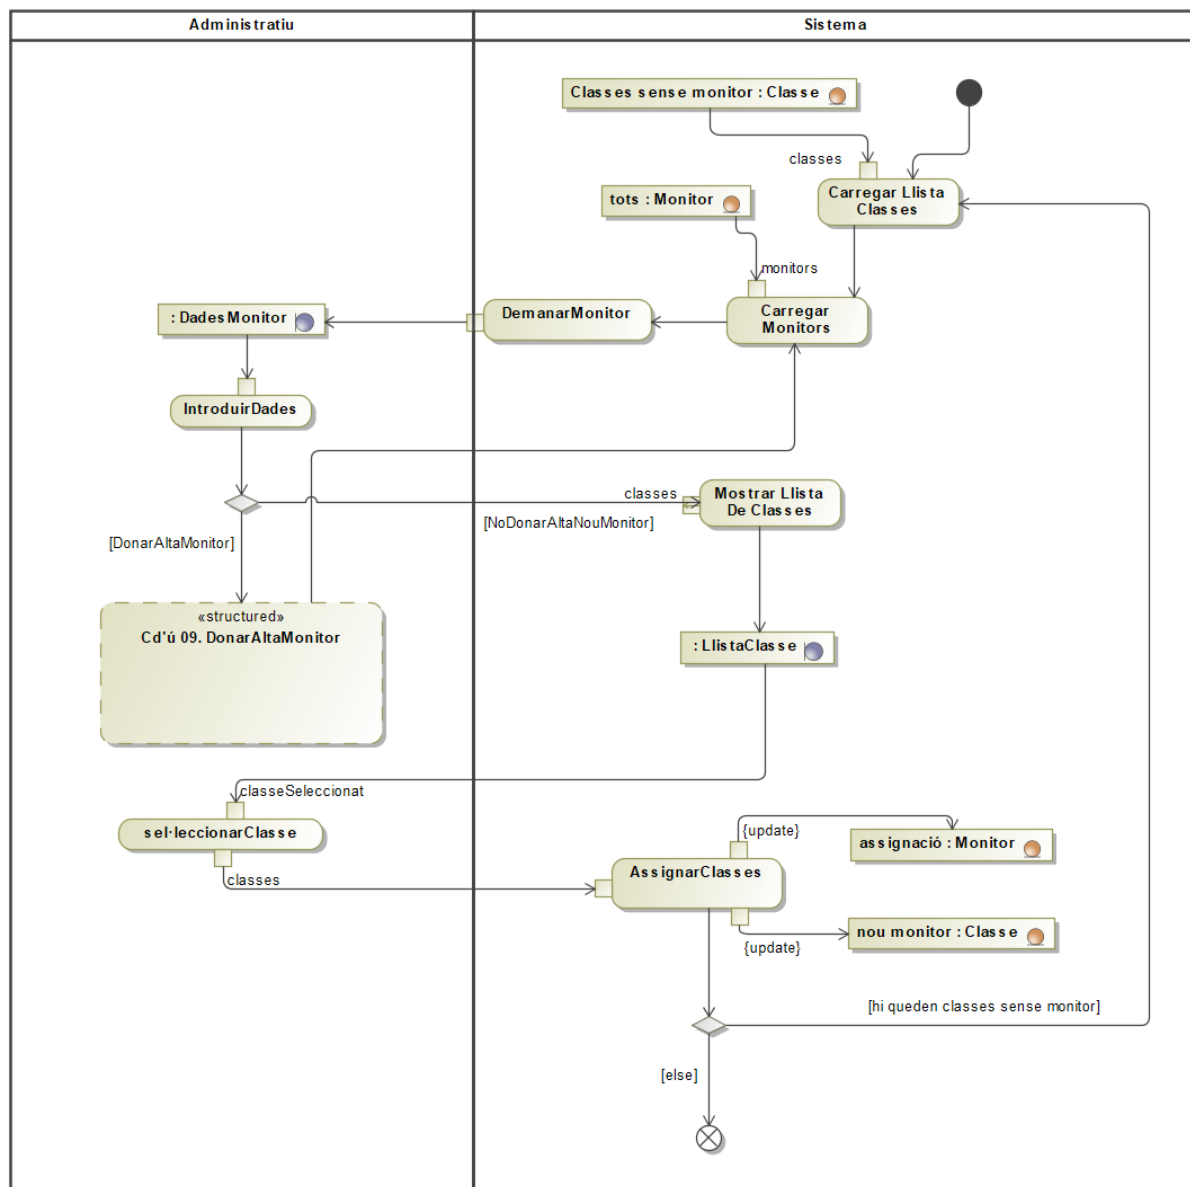 Administratiu
Sistema
Classes sense monitor : Classe
classes
Carregar Llista
Classes
tots : Monitor
monitors
: DadesMonitor
DemanarMonitor
Carregar
Monitors
IntroduirDades
classes
Mostrar Llista
De Classes
[NoDonarAltaNouMonitor]
[DonarAltaMonitor]
«structured»
Cd'ú 09. DonarAltaMonitor
: LlistaClasse
classeSeleccionat
sel·leccionarClasse
classes
{update}
assignació : Monitor
AssignarClasses
nou monitor : Classe
{update}
[hi queden classes sense monitor]
[else]